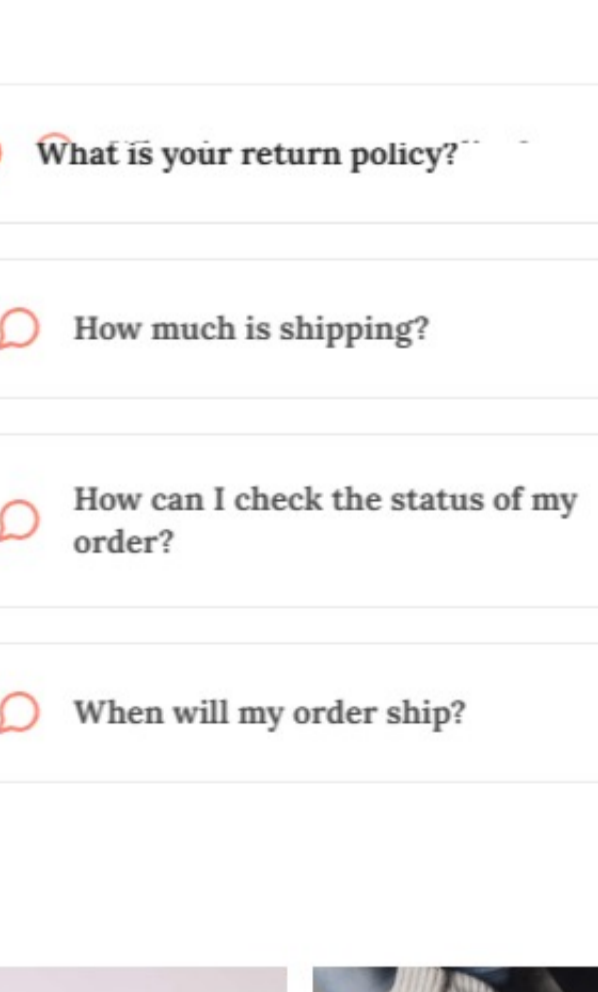 What is your return policy?
How much is shipping?
How can I check the status of my
order?
When will my order ship?